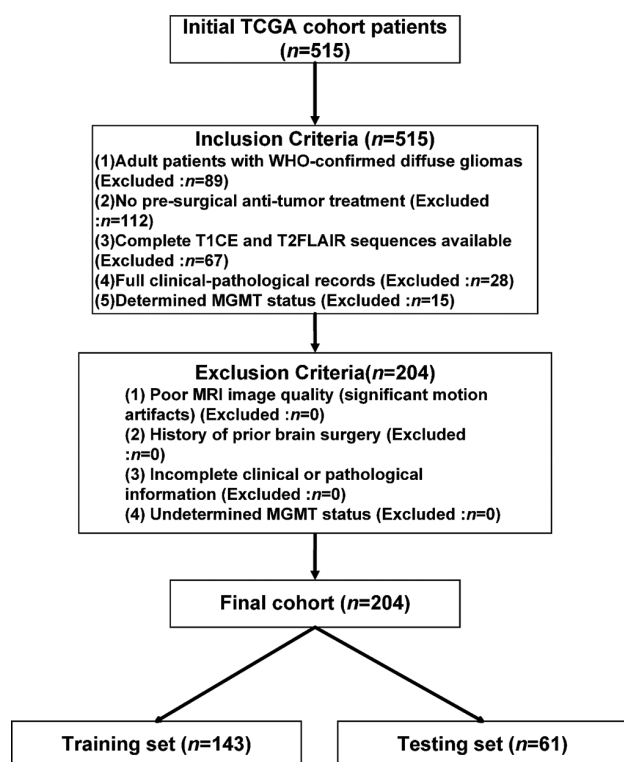 Initial TCGA cohort patients
(n=515)
Inclusion Criteria (n=515)
(1)Adult patients with WHO-confirmed diffuse gliomas
(Excluded :n=89)
(2)No pre-surgical anti-tumor treatment (Excluded
:n=112)
(3)Complete T1CE and T2FLAIR sequences available
(Excluded :n=67)
(4)Full clinical-pathological records (Excluded :n=28)
(5)Determined MGMT status (Excluded :n=15)
Exclusion Criteria(n=204)
(1) Poor MRI image quality (significant motion
artifacts) (Excluded :n=0)
(2) History of prior brain surgery (Excluded
:n=0)
(3) Incomplete clinical or pathological
information (Excluded :n=0)
(4) Undetermined MGMT status (Excluded :n=0)
Final cohort (n=204)
Training set (n=143)
Testing set (n=61)